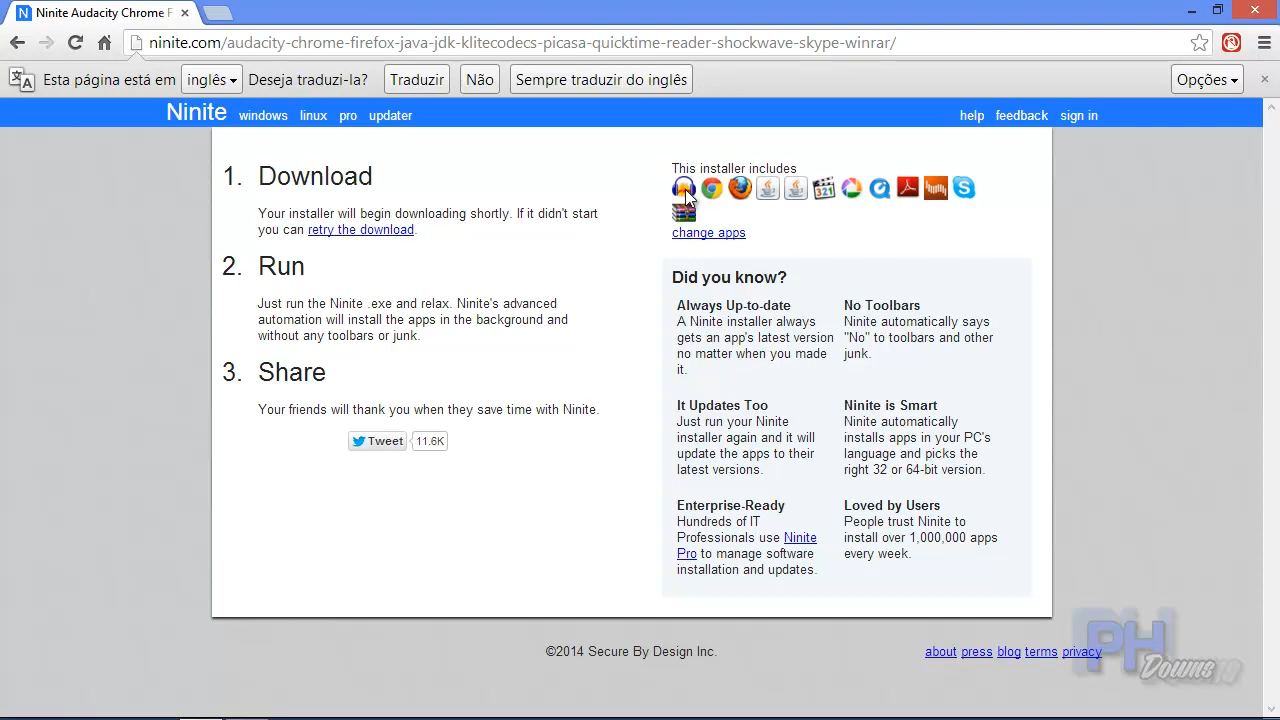 Ninite Audacity Chrome F
ninite.com/audacity-chrome-firefox-java-jdk-klitecodecs-picasa-quicktime-reader-shockwave-skype-winrar/
Esta página está em inglês Deseja traduzi-la? Traduzir Não Sempre traduzir do inglês Opções
Ninite windows linux pro updater help feedback sign in
1. Download
Your installer will begin downloading shortly. If it didn't start
you can retry the download.
2. Run
Just run the Ninite .exe and relax. Ninite's advanced
automation will install the apps in the background and
without any toolbars or junk.
3. Share
Your friends will thank you when they save time with Ninite.
Tweet 11.6K
This installer includes
321
change apps
Did you know?
Always Up-to-date
A Ninite installer always
gets an app's latest version
no matter when you made
it.
No Toolbars
Ninite automatically says
"No" to toolbars and other
junk.
It Updates Too
Just run your Ninite
installer again and it will
update the apps to their
latest versions.
Ninite is Smart
Ninite automatically
installs apps in your PC's
language and picks the
right 32 or 64-bit version.
Enterprise-Ready
Hundreds of IT
Professionals use Ninite
Pro to manage software
installation and updates.
Loved by Users
People trust Ninite to
install over 1,000,000 apps
every week.
©2014 Secure By Design Inc.
about press blog terms privacy
PH
Downs19